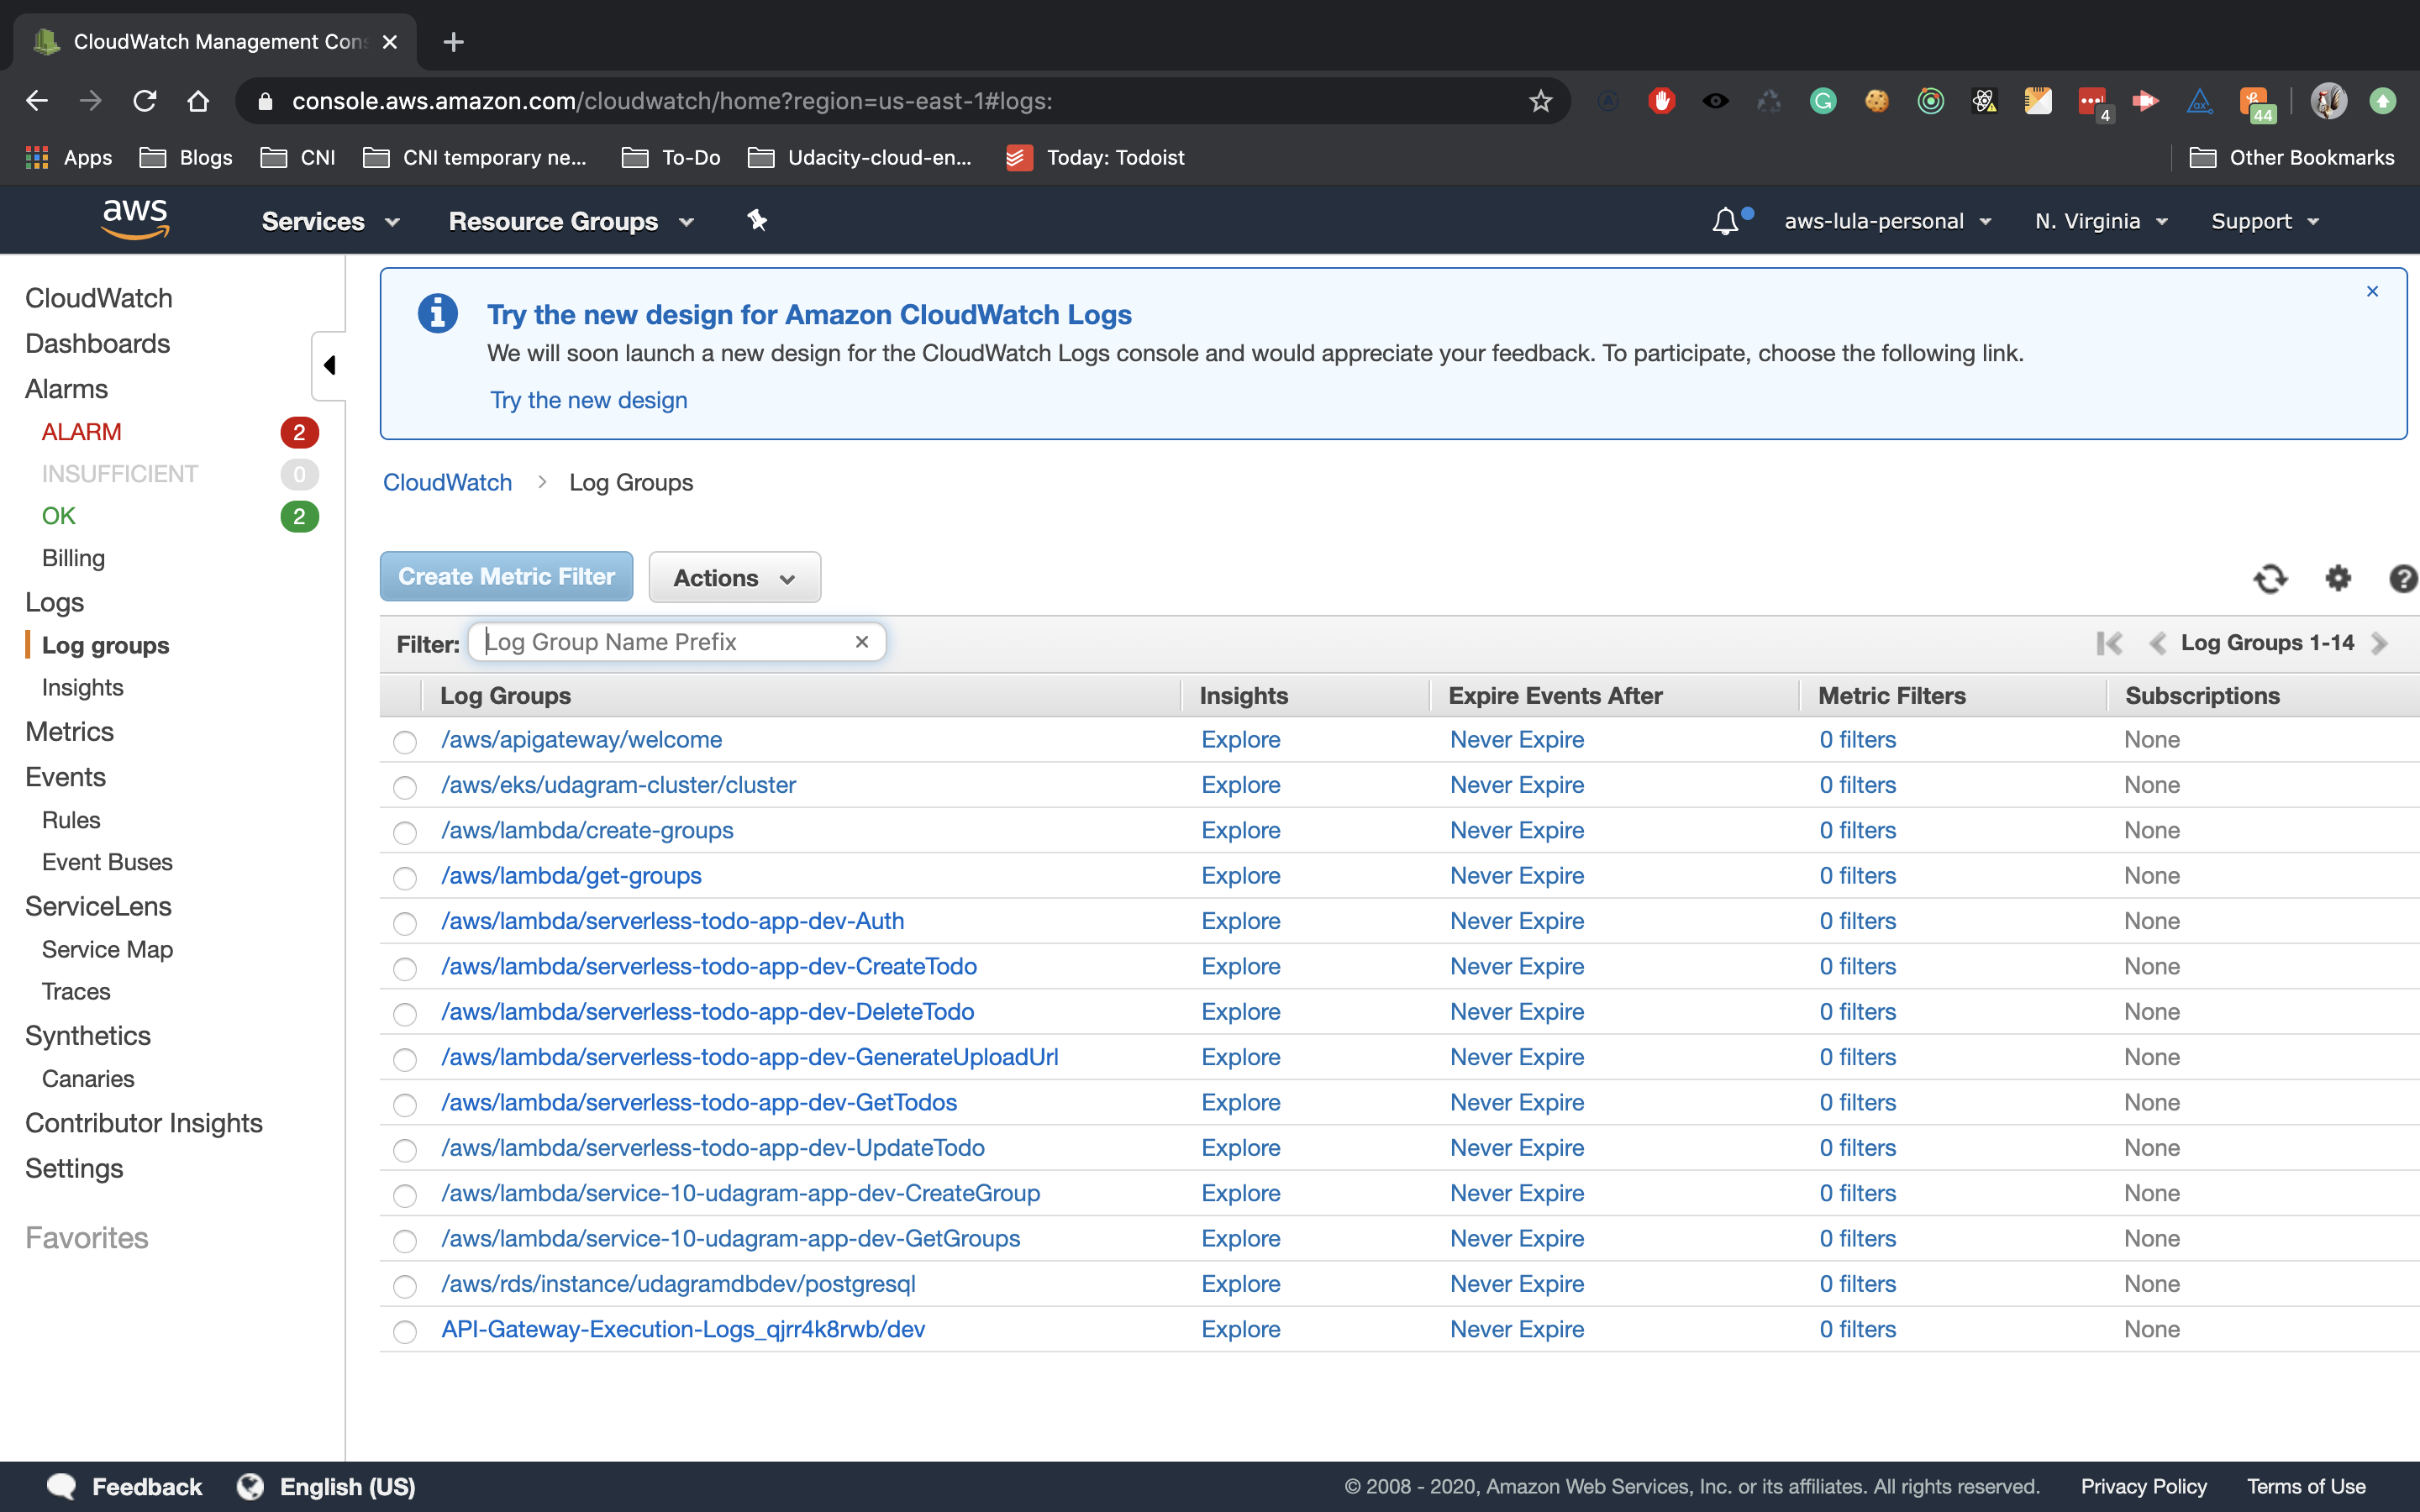 CloudWatch Management Con
console.aws.amazon.com/cloudwatch/home?region=us-east-1#logs:
4
44
Apps Blogs CNI CNI temporary ne... To-Do Udacity-cloud-en... Today: Todoist Other Bookmarks
aws Services Resource Groups aws-lula-personal N. Virginia Support
CloudWatch
Dashboards
Alarms
ALARM 2
INSUFFICIENT 0
OK 2
Billing
Logs
Log groups
Insights
Metrics
Events
Rules
Event Buses
ServiceLens
Service Map
Traces
Synthetics
Canaries
Contributor Insights
Settings
Favorites
Try the new design for Amazon CloudWatch Logs
We will soon launch a new design for the CloudWatch Logs console and would appreciate your feedback. To participate, choose the following link.
Try the new design
CloudWatch > Log Groups
Create Metric Filter Actions
Filter: Log Group Name Prefix Log Groups 1-14
Log Groups Insights Expire Events After Metric Filters Subscriptions
/aws/apigateway/welcome Explore Never Expire 0 filters None
/aws/eks/udagram-cluster/cluster Explore Never Expire 0 filters None
/aws/lambda/create-groups Explore Never Expire 0 filters None
/aws/lambda/get-groups Explore Never Expire 0 filters None
/aws/lambda/serverless-todo-app-dev-Auth Explore Never Expire 0 filters None
/aws/lambda/serverless-todo-app-dev-CreateTodo Explore Never Expire 0 filters None
/aws/lambda/serverless-todo-app-dev-DeleteTodo Explore Never Expire 0 filters None
/aws/lambda/serverless-todo-app-dev-GenerateUploadUrl Explore Never Expire 0 filters None
/aws/lambda/serverless-todo-app-dev-GetTodos Explore Never Expire 0 filters None
/aws/lambda/serverless-todo-app-dev-UpdateTodo Explore Never Expire 0 filters None
/aws/lambda/service-10-udagram-app-dev-CreateGroup Explore Never Expire 0 filters None
/aws/lambda/service-10-udagram-app-dev-GetGroups Explore Never Expire 0 filters None
/aws/rds/instance/udagramdbdev/postgresql Explore Never Expire 0 filters None
API-Gateway-Execution-Logs_qjrr4k8rwb/dev Explore Never Expire 0 filters None
Feedback English (US) © 2008 - 2020, Amazon Web Services, Inc. or its affiliates. All rights reserved. Privacy Policy Terms of Use